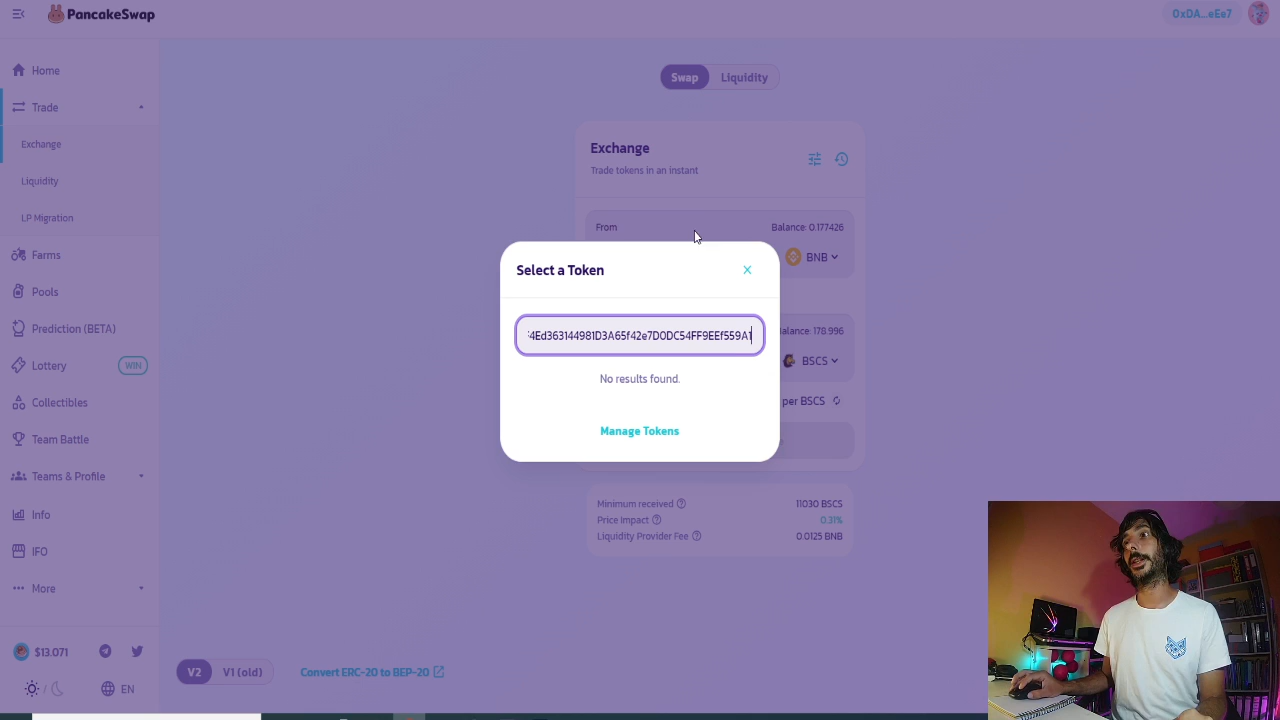 PancakeSwap
0xDA...eEe7
Home
Trade
Exchange
Liquidity
LP Migration
Farms
Pools
Prediction (BETA)
Lottery WIN
Collectibles
Team Battle
Teams & Profile
Info
IFO
More
$13.071
EN
Swap Liquidity
Exchange
Trade tokens in an instant
From Balance: 0.177426
BNB
Select a Token
4Ed363144981D3A65f42e7D0DC54FF9EEf559A1
No results found.
Manage Tokens
alance: 178.996
BSCS
per BSCS
Minimum received 11030 BSCS
Price Impact 0.31%
Liquidity Provider Fee 0.0125 BNB
V2 V1 (old) Convert ERC-20 to BEP-20